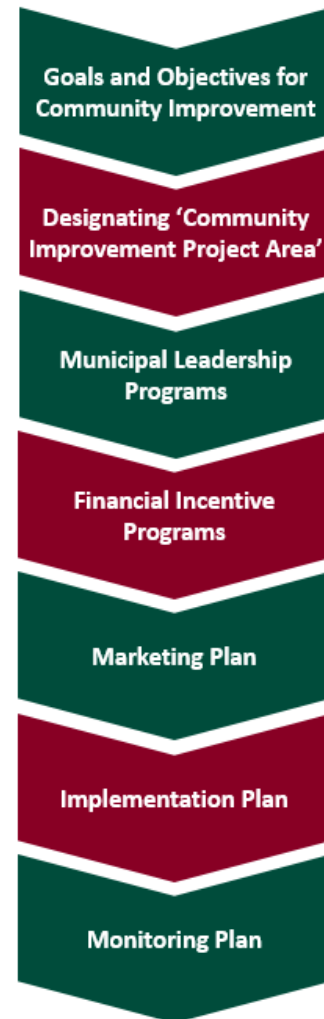 Goals and Objectives for
Community Improvement
Designating ‘Community
Improvement Project Area’
Municipal Leadership
Programs
Financial Incentive
Programs
Marketing Plan
Implementation Plan
Monitoring Plan